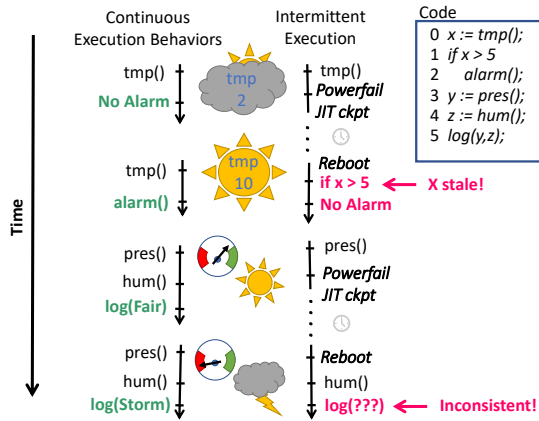 Continuous
Execution Behaviors
Intermittent
Execution
Code
0 x := tmp();
1 if x > 5
2 alarm();
3 y := pres();
4 z := hum();
5 log(y,z);
Time
tmp()
No Alarm
tmp
2
tmp()
Powerfail
JIT ckpt
tmp()
alarm()
tmp
10
Reboot
if x > 5
X stale!
No Alarm
pres()
hum()
log(Fair)
pres()
Powerfail
JIT ckpt
pres()
hum()
log(Storm)
Reboot
hum()
log(???)
Inconsistent!